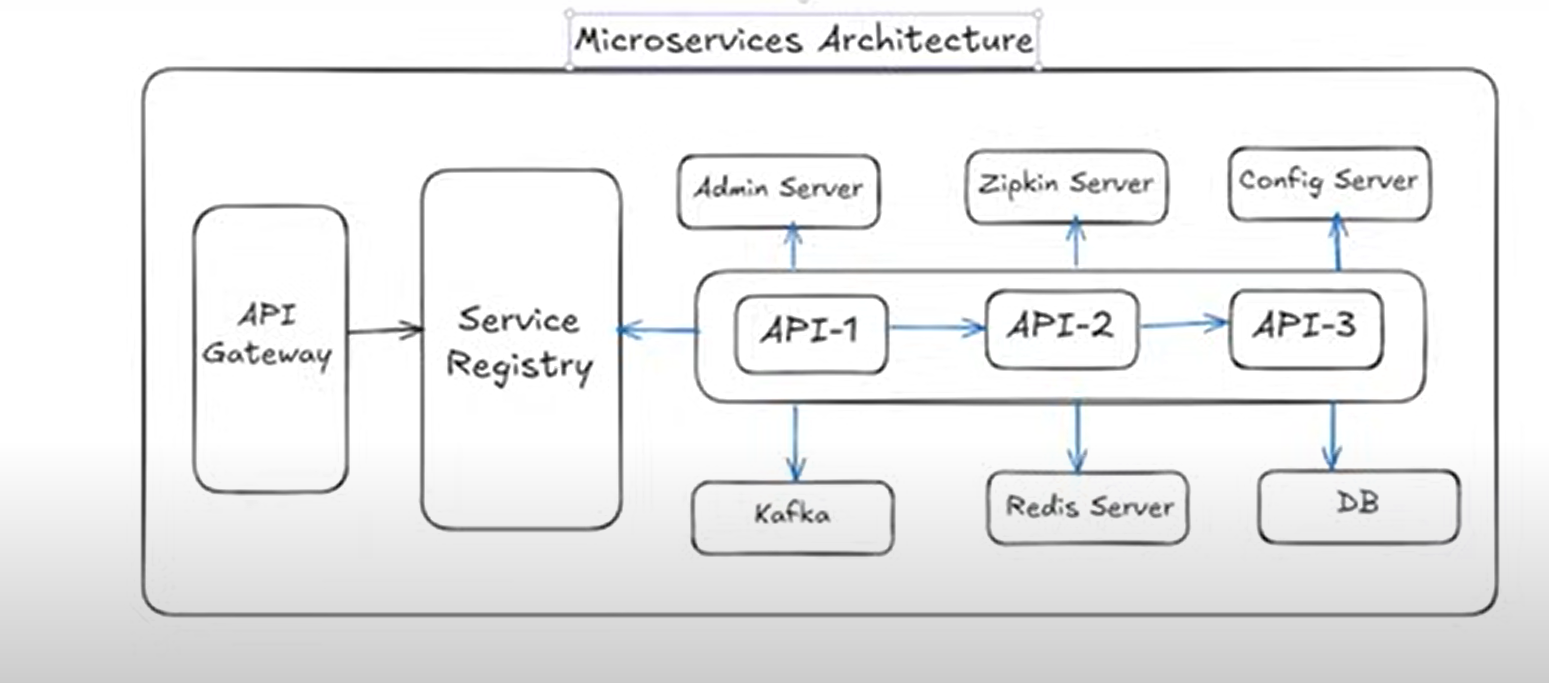 Microservices Architecture
Admin Server
Zipkin Server
Config Server
API
Gateway
Service
Registry
API-1
API-2
API-3
Kafka
Redis Server
DB